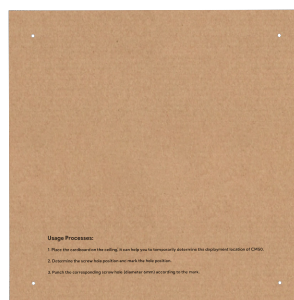 Usage Processes:
1. Place the cardboard on the ceiling, it can help you to temporarily determine the deployment location of CM50.
2. Determine the screw hole position and mark the hole position.
3. Punch the corresponding screw hole (diameter 6mm) according to the mark.